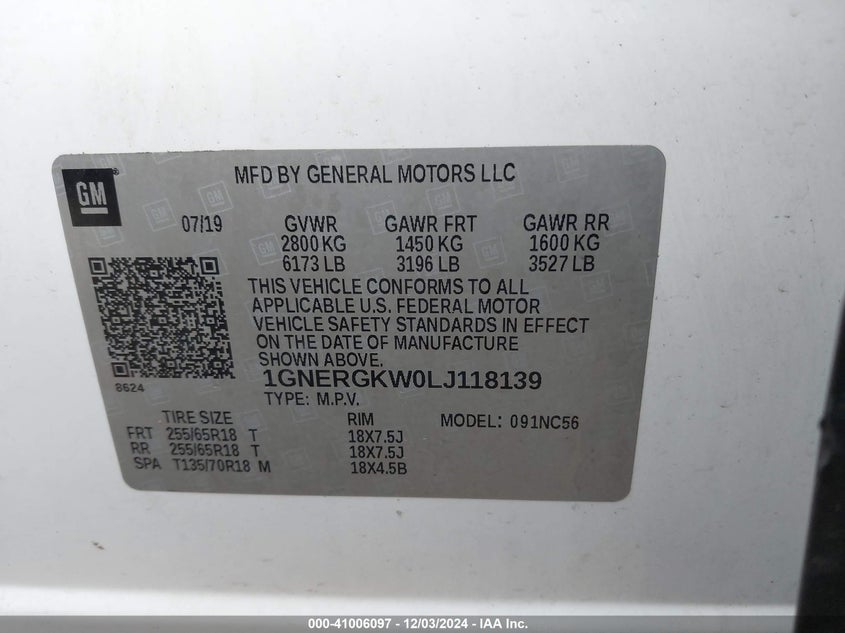 GM
MFD BY GENERAL MOTORS LLC
07/19 GVWR GAWR FRT GAWR RR
2800 KG 1450 KG 1600 KG
6173 LB 3196 LB 3527 LB
THIS VEHICLE CONFORMS TO ALL
APPLICABLE U.S. FEDERAL MOTOR
VEHICLE SAFETY STANDARDS IN EFFECT
ON THE DATE OF MANUFACTURE
SHOWN ABOVE.
8624
1GNERGKW0LJ118139
TYPE: M.P.V.
TIRE SIZE RIM MODEL: 091NC56
FRT 255/65R18 T 18X7.5J
RR 255/65R18 T 18X7.5J
SPA T135/70R18 M 18X4.5B
000-41006097 - 12/03/2024 - IAA Inc.